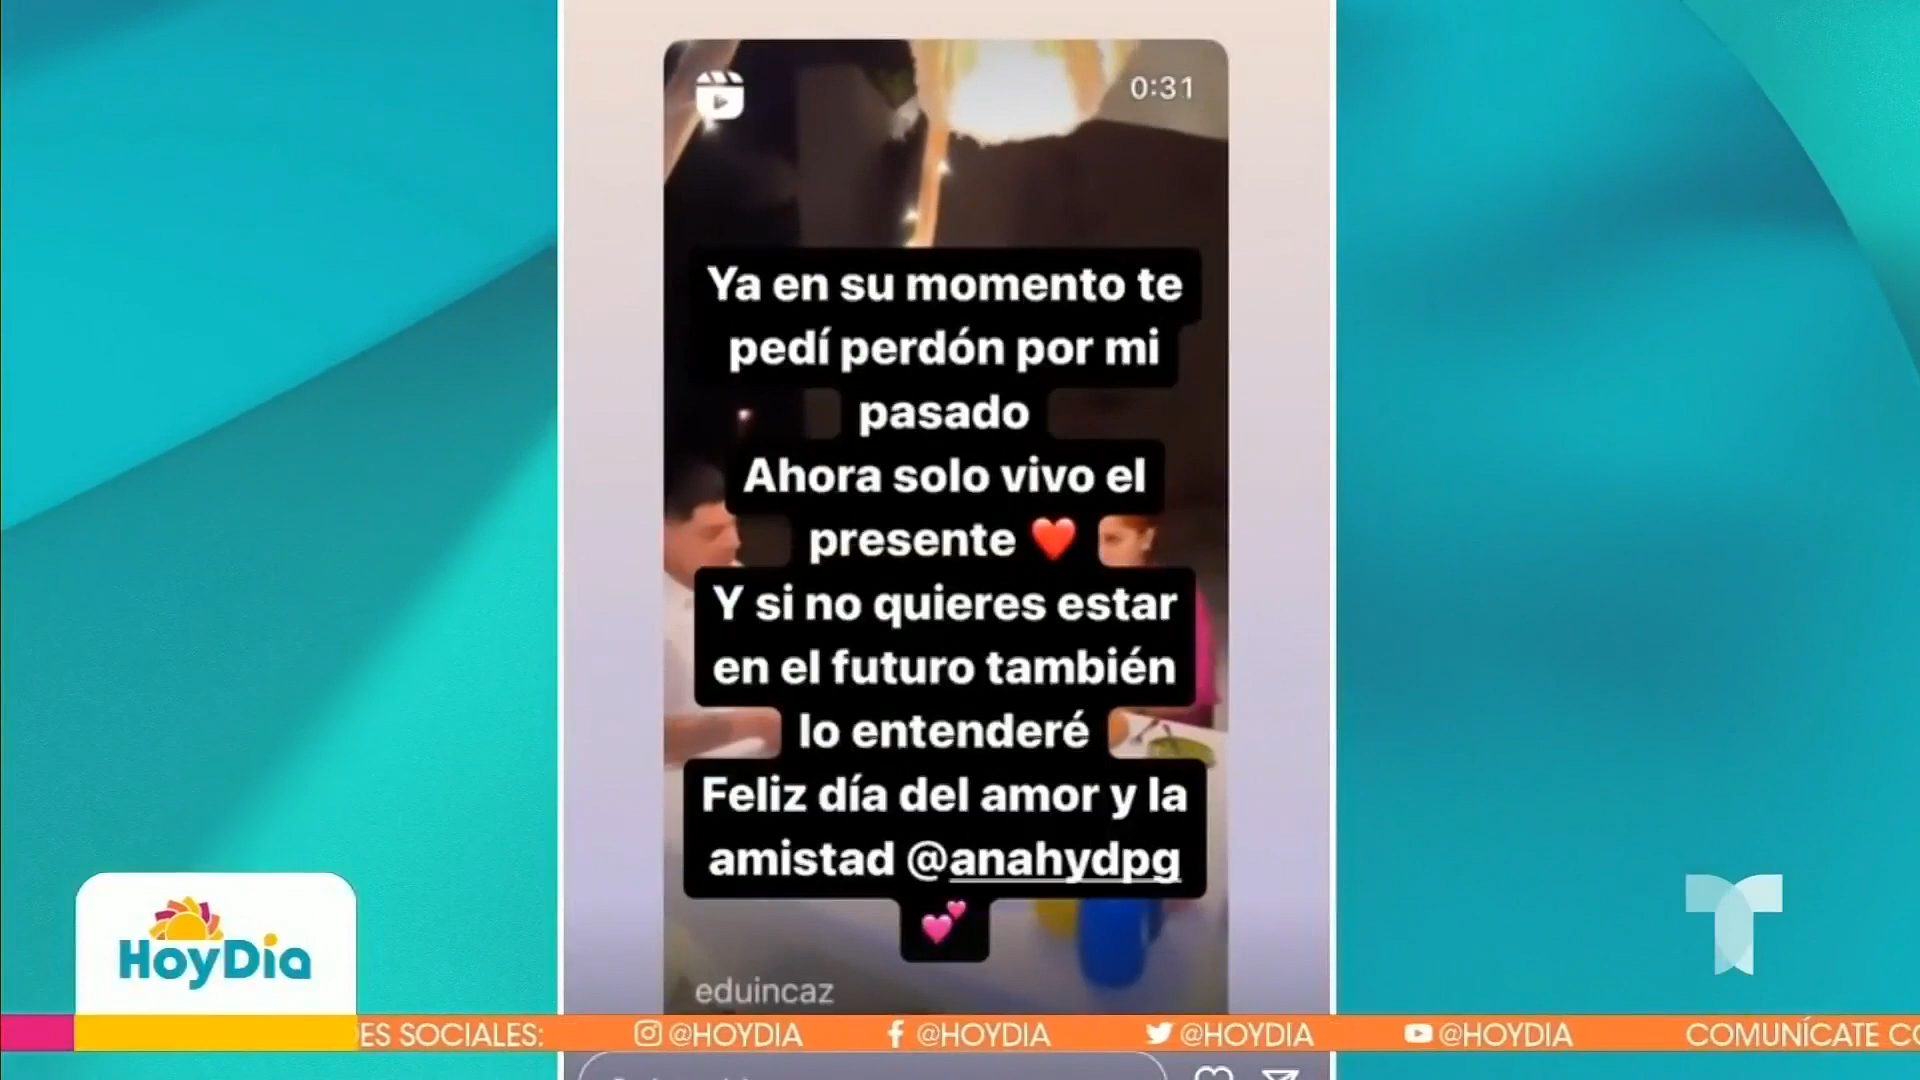 0:31
Ya en su momento te
pedí perdón por mi
pasado
Ahora solo vivo el
presente ❤️
Y si no quieres estar
en el futuro también
lo entenderé
Feliz día del amor y la
amistad @anahydpg
💕
eduincaz
HoyDía
T
ES SOCIALES: @HOYDIA @HOYDIA @HOYDIA @HOYDIA COMUNÍCATE